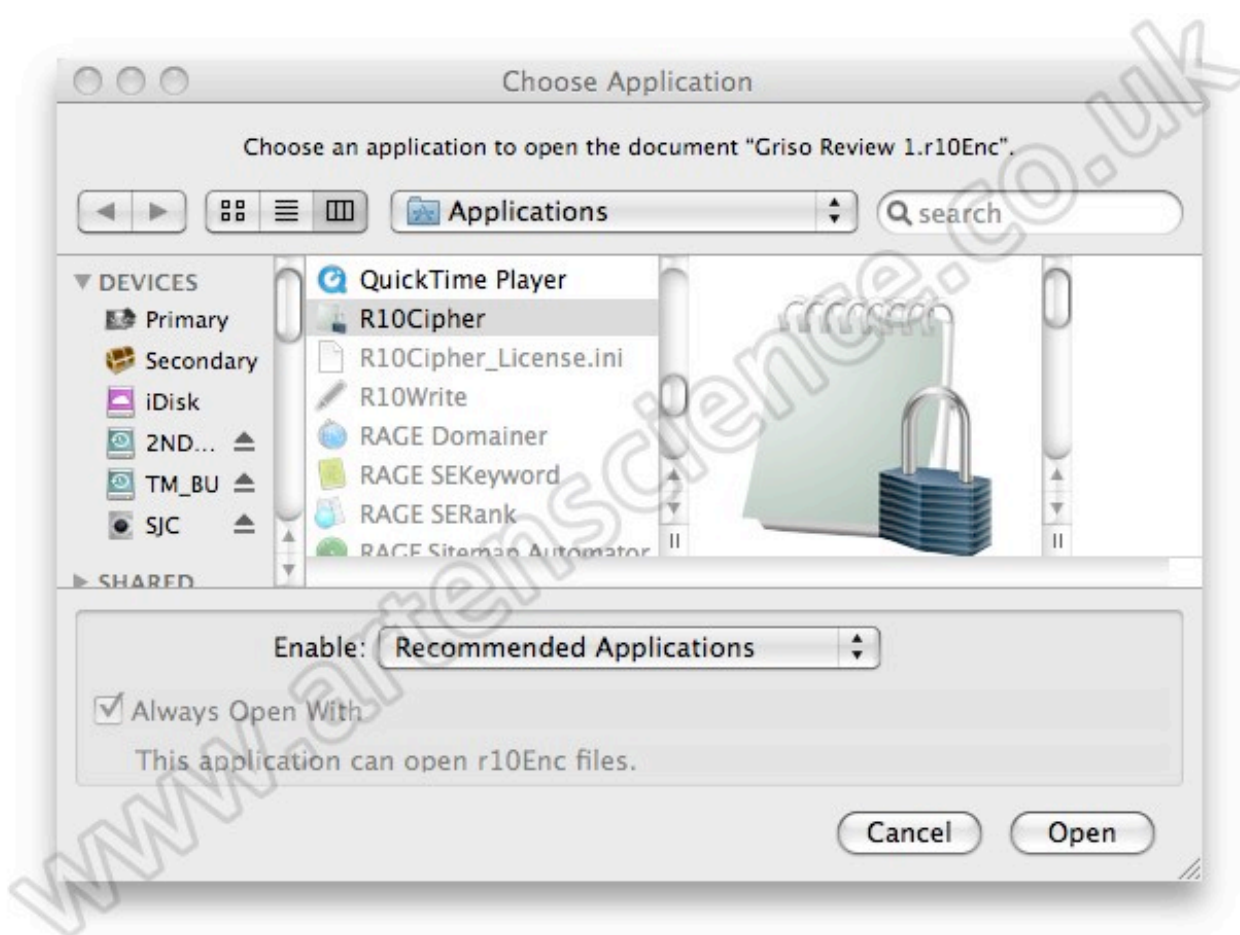 Choose Application
Choose an application to open the document “Griso Review 1.r10Enc”.
Applications
search
DEVICES
Primary
Secondary
iDisk
2ND...
TM_BU
SJC
SHARED
QuickTime Player
R10Cipher
R10Cipher_License.ini
R10Write
RAGE Domainer
RAGE SEKeyword
RAGE SERank
RAGE Sitemap Automator
Enable: Recommended Applications
Always Open With
This application can open r10Enc files.
Cancel Open
www.artenscience.co.uk